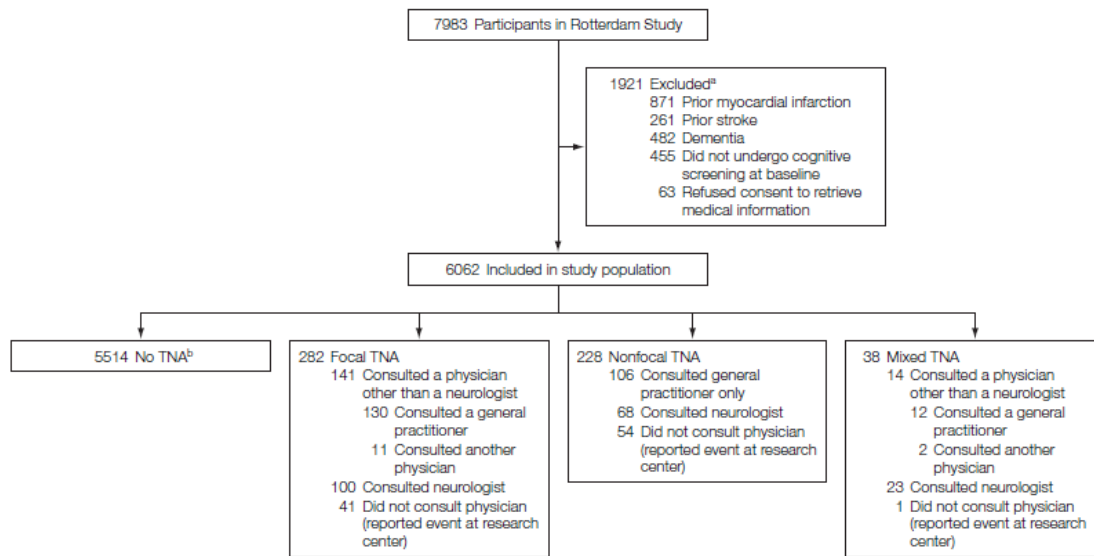 7983 Participants in Rotterdam Study
1921 Excludedᵃ
871 Prior myocardial infarction
261 Prior stroke
482 Dementia
455 Did not undergo cognitive
screening at baseline
63 Refused consent to retrieve
medical information
6062 Included in study population
5514 No TNAᵇ
282 Focal TNA
141 Consulted a physician
other than a neurologist
130 Consulted a general
practitioner
11 Consulted another
physician
100 Consulted neurologist
41 Did not consult physician
(reported event at research
center)
228 Nonfocal TNA
106 Consulted general
practitioner only
68 Consulted neurologist
54 Did not consult physician
(reported event at research
center)
38 Mixed TNA
14 Consulted a physician
other than a neurologist
12 Consulted a general
practitioner
2 Consulted another
physician
23 Consulted neurologist
1 Did not consult physician
(reported event at research
center)